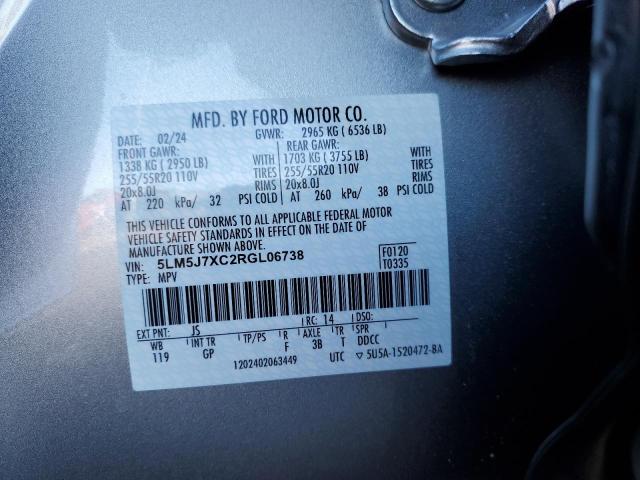 MFD. BY FORD MOTOR CO.
DATE: 02/24 GVWR: 2965 KG ( 6536 LB)
FRONT GAWR: REAR GAWR:
1338 KG ( 2950 LB) WITH 1703 KG ( 3755 LB) WITH
255/55R20 110V TIRES 255/55R20 110V TIRES
20x8.0J RIMS 20x8.0J RIMS
AT 220 kPa/ 32 PSI COLD AT 260 kPa/ 38 PSI COLD
THIS VEHICLE CONFORMS TO ALL APPLICABLE FEDERAL MOTOR
VEHICLE SAFETY STANDARDS IN EFFECT ON THE DATE OF
MANUFACTURE SHOWN ABOVE.
VIN: 5LM5J7XC2RGL06738 F0120
TYPE: MPV T0335
EXT PNT: JS RC: 14 DSO:
WB INT TR TP/PS R AXLE TR SPR
119 GP F 3B T DDCC
1202402063449 UTC ▽ 5U5A-1520472-BA